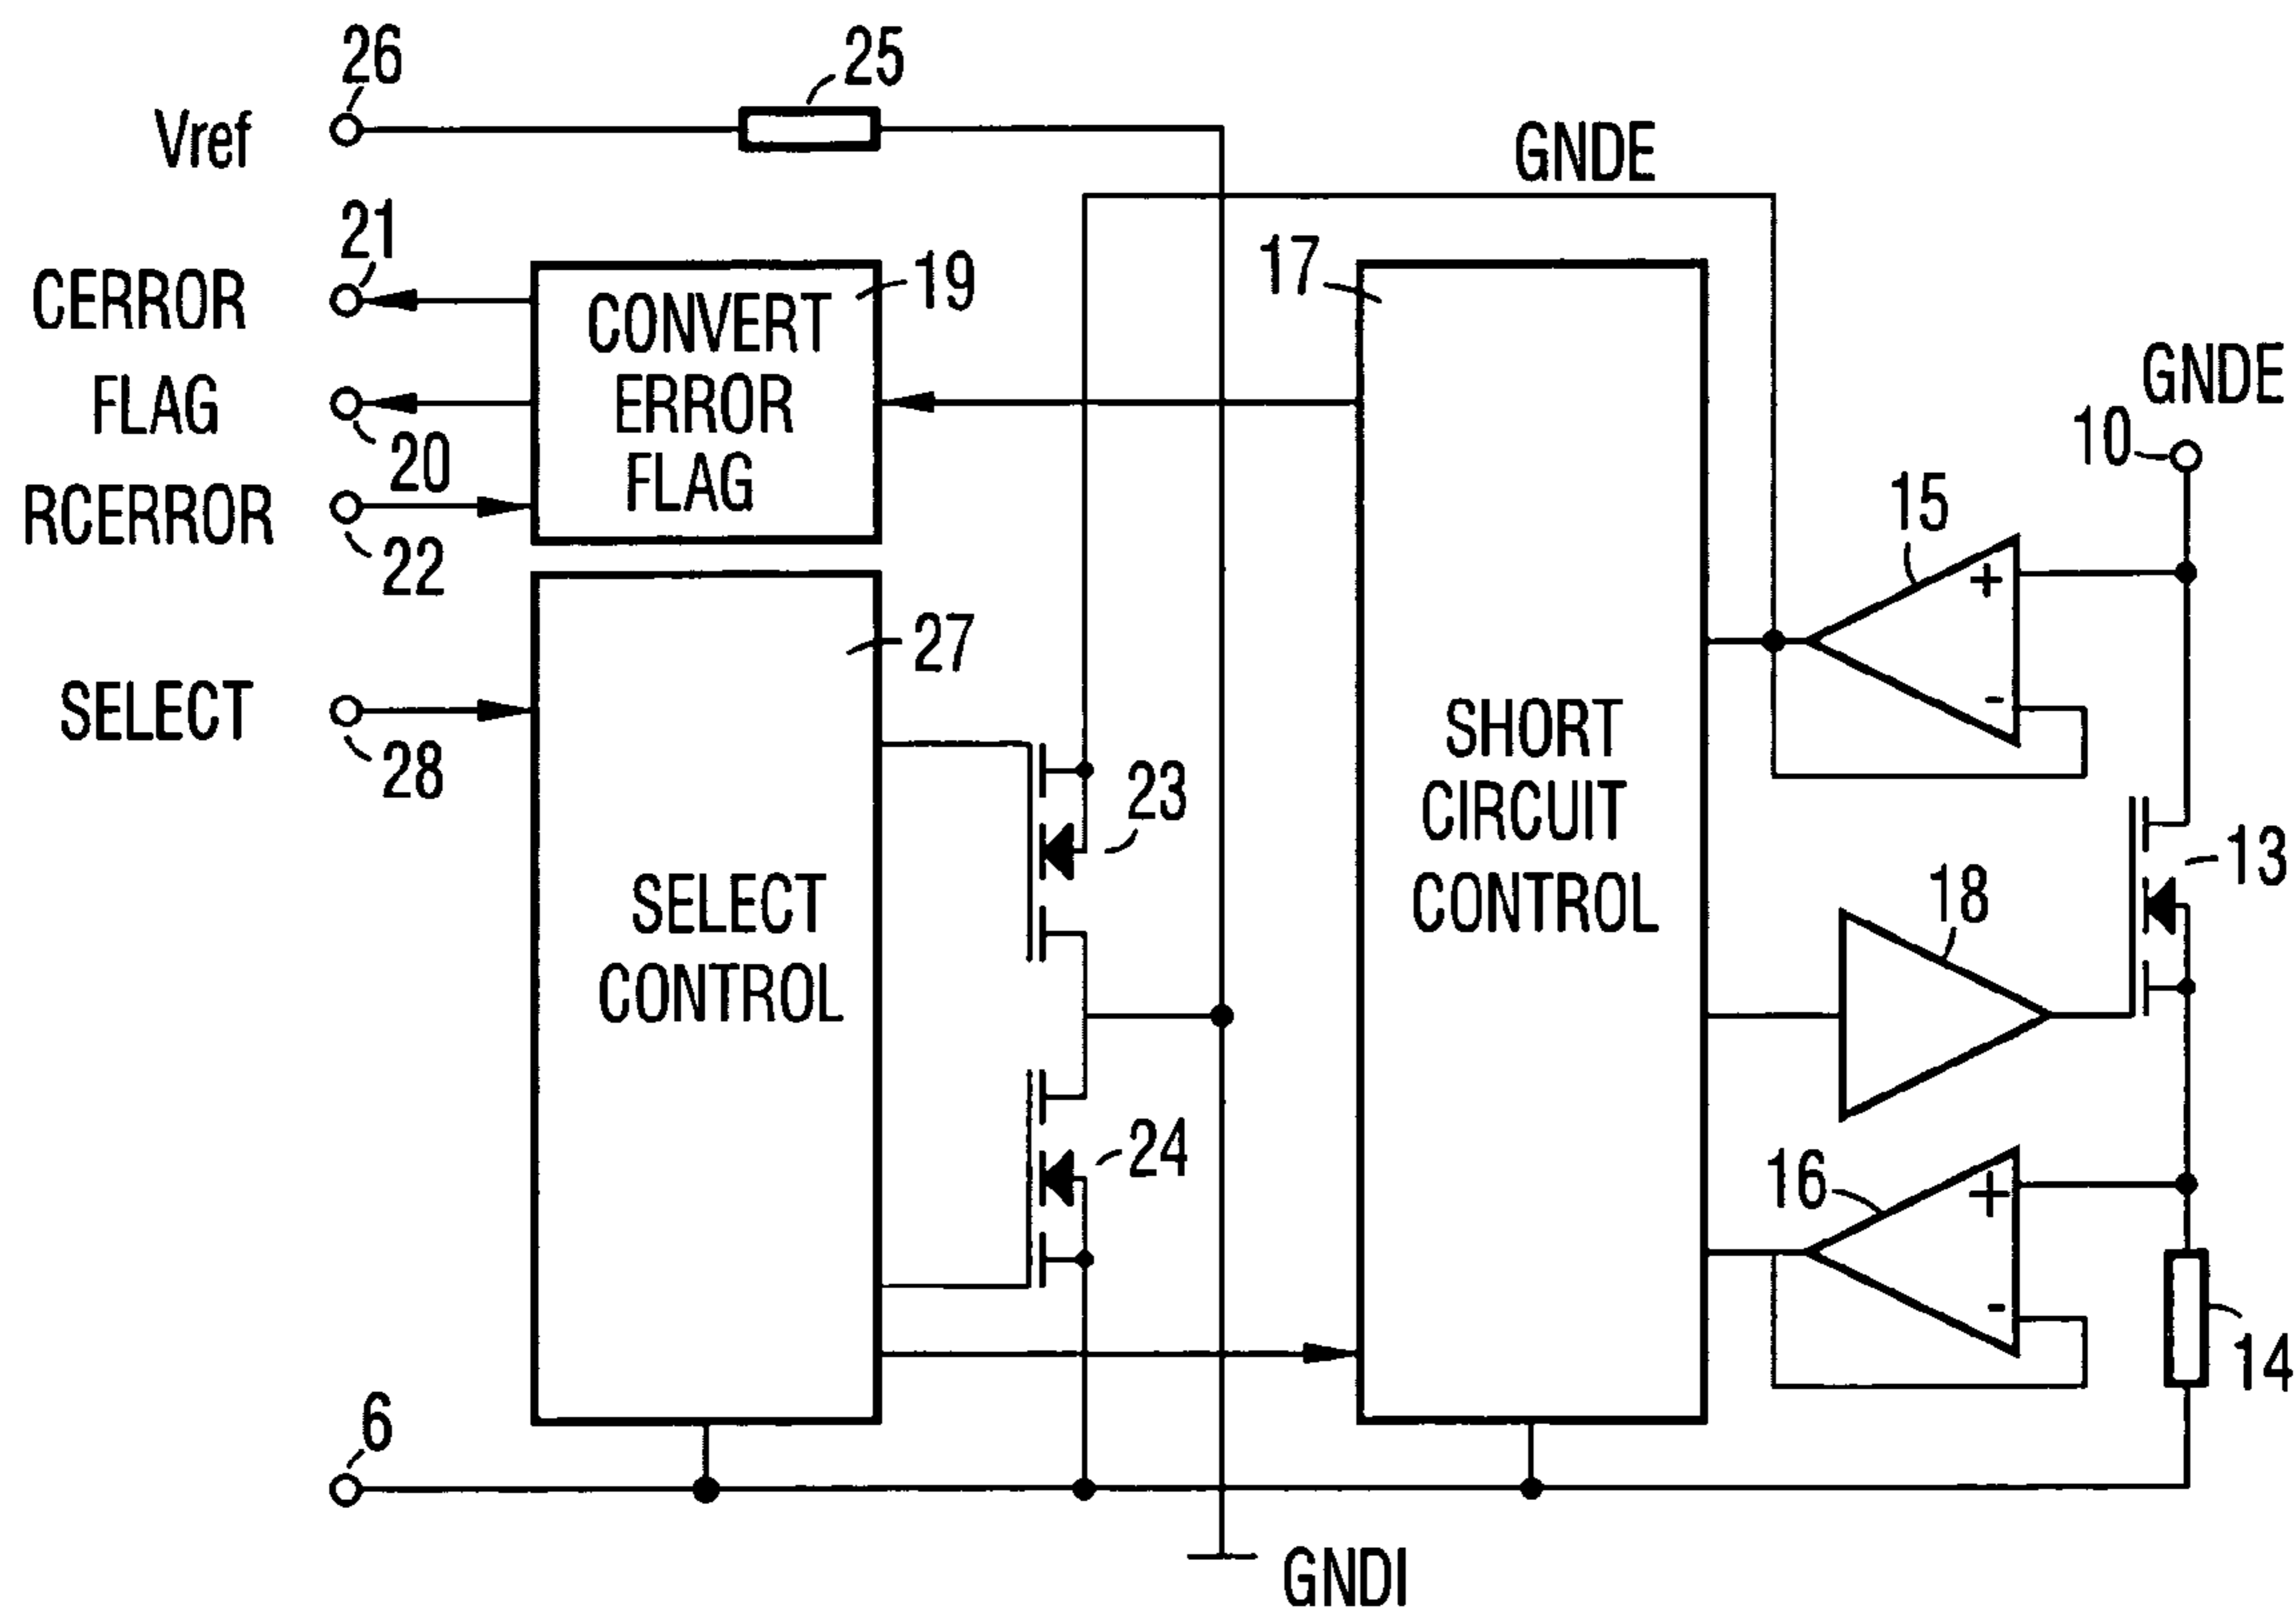 26
25
Vref
GNDE
21
CERROR
CONVERT
ERROR
FLAG
19
17
FLAG
20
GNDE
10
RCERROR
22
15
27
SELECT
28
SHORT
CIRCUIT
CONTROL
23
13
18
SELECT
CONTROL
24
16
14
6
+
-
+
-
GNDI